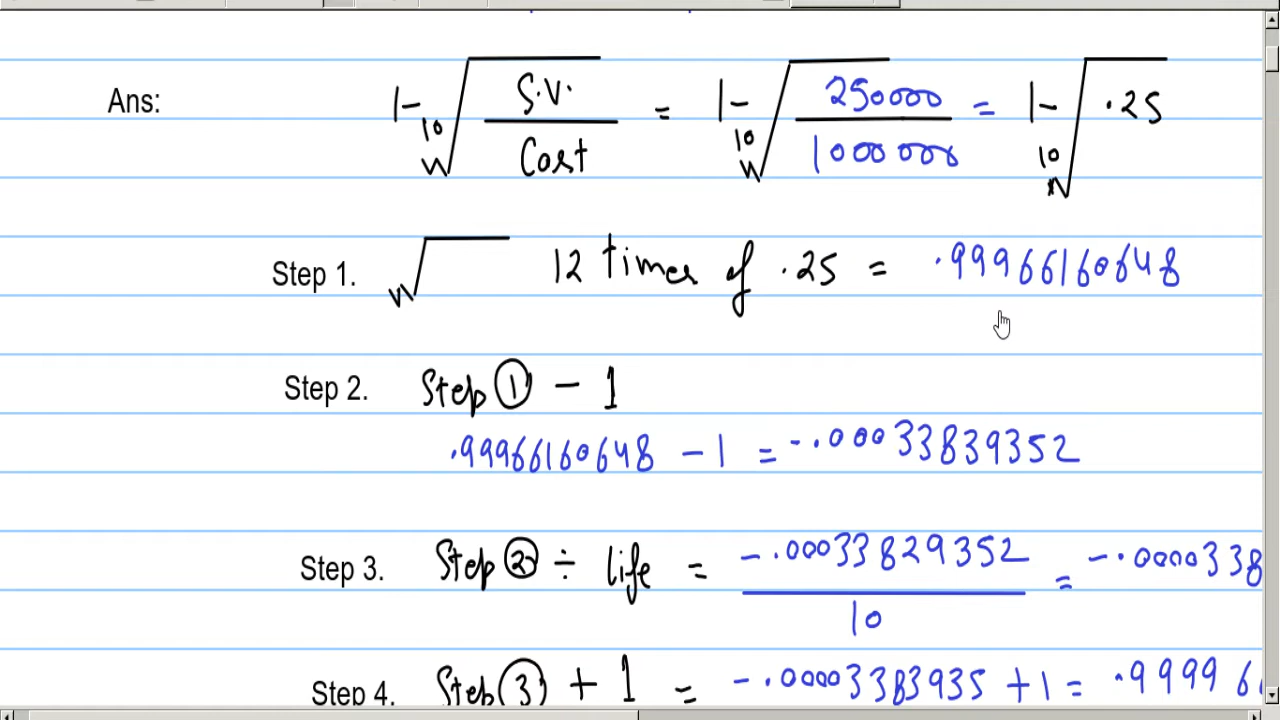 Ans: 1- 10√ S.V. / Cost = 1- 10√ 250000 / 1000000 = 1- 10√ .25
Step 1. √ 12 times of .25 = .99966160648
Step 2. Step ① - 1
.99966160648 - 1 = -.00033839352
Step 3. Step ② ÷ life = -.00033829352 / 10 = -.0000338
Step 4. Step ③ + 1 = -.00003383935 + 1 = .99996